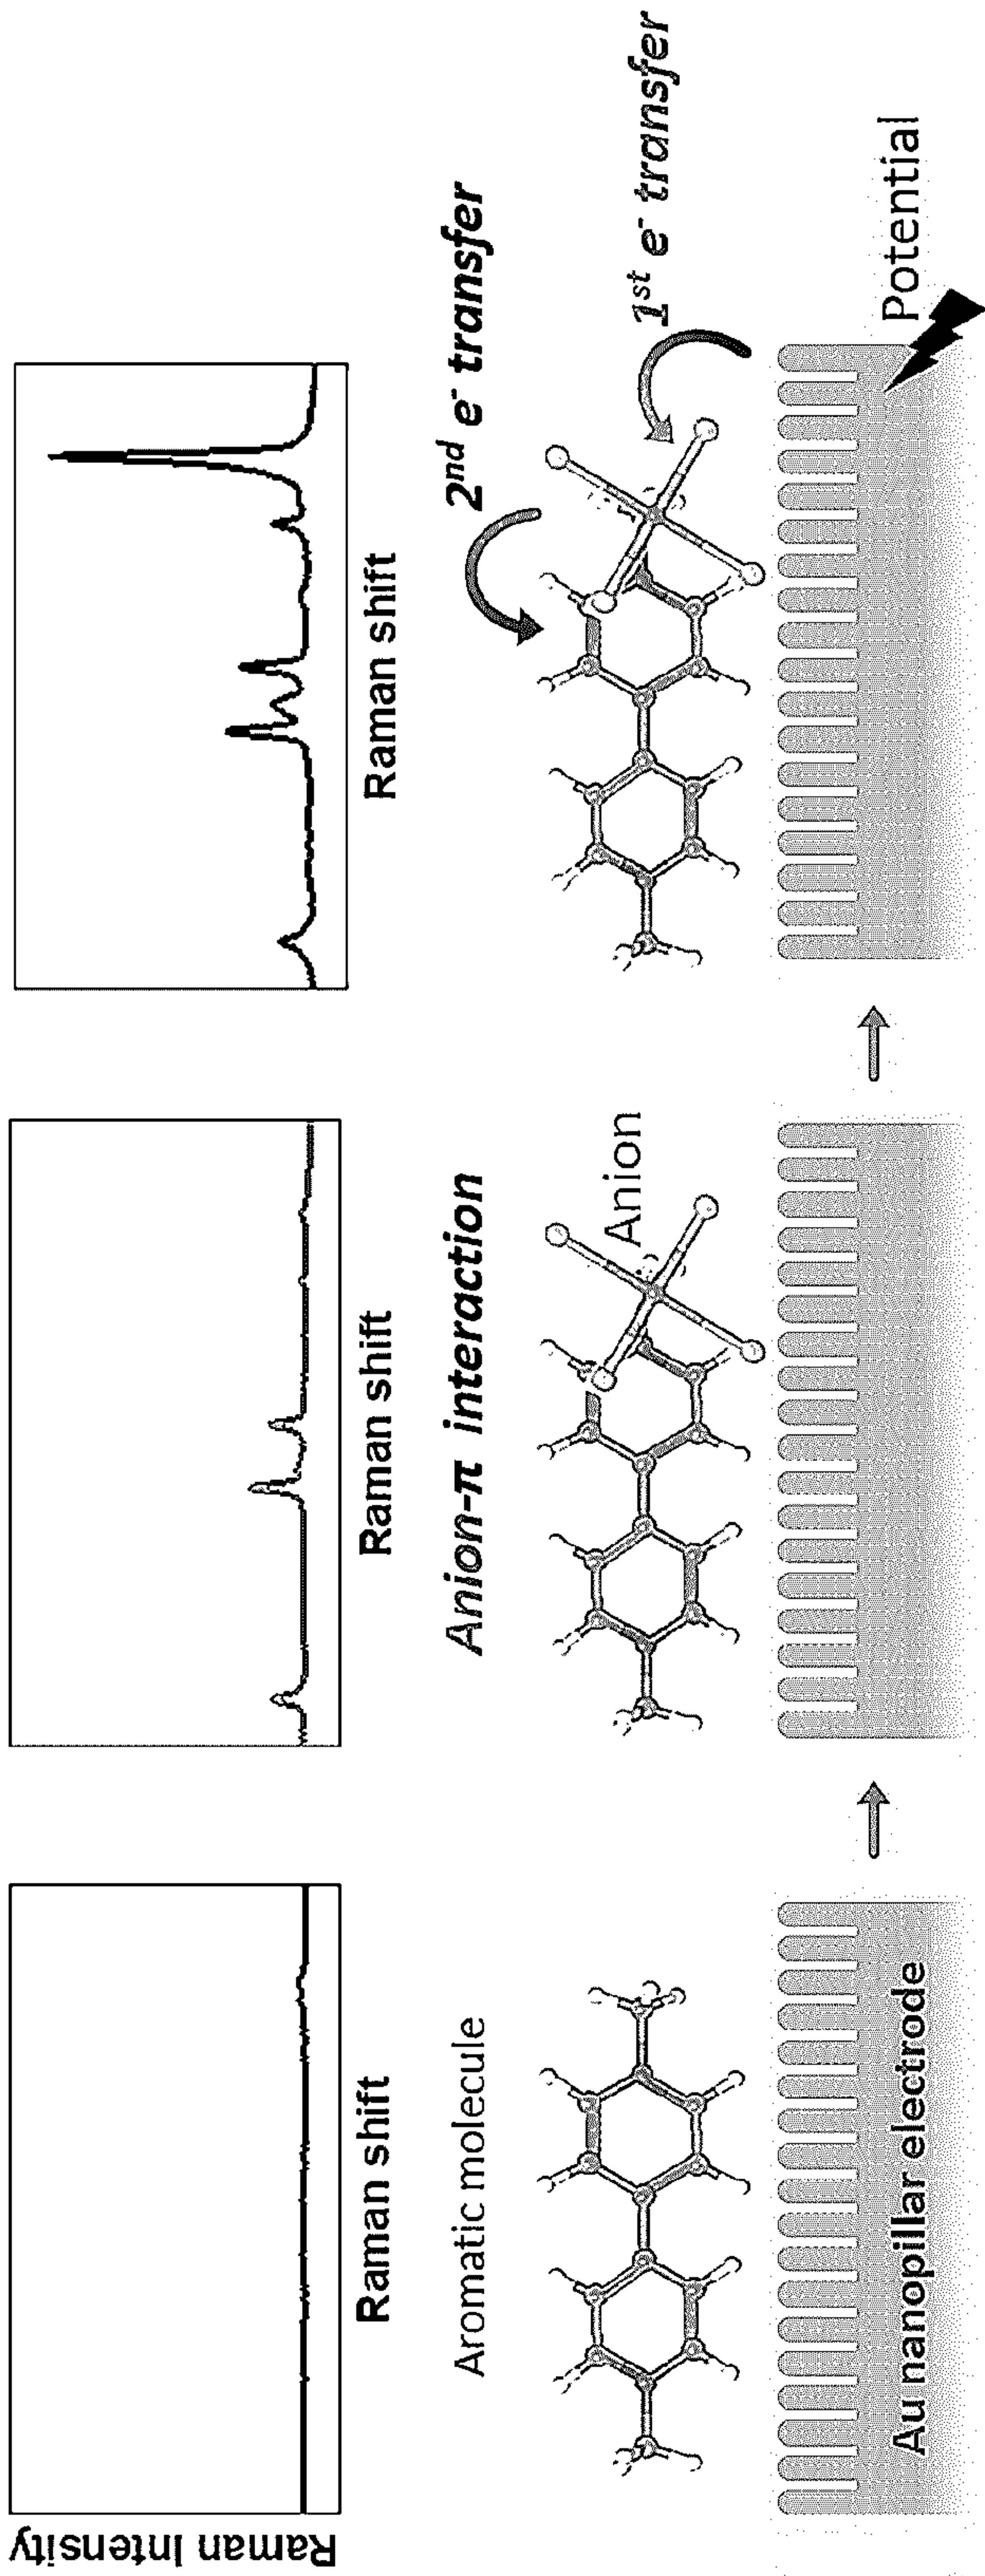 Raman Intensity
Raman shift
Raman shift
Raman shift
Aromatic molecule
Anion-π interaction
2nd e- transfer
Anion
1st e- transfer
Au nanopillar electrode
Potential